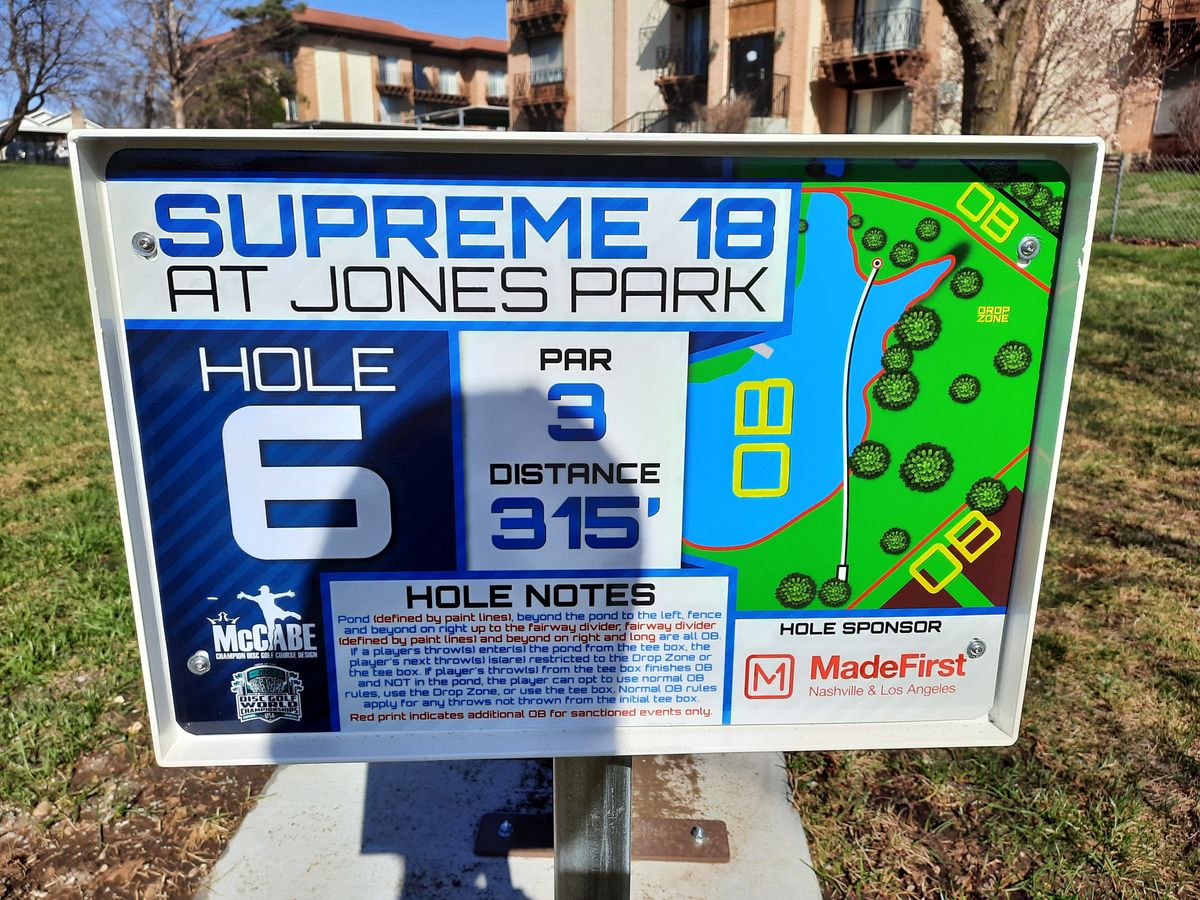 SUPREME 18
AT JONES PARK
HOLE
6
PAR
3
DISTANCE
315'
OB
OB
DROP
ZONE
OB
HOLE NOTES
Pond (defined by paint lines), beyond the pond to the left, fence
and beyond on right up to the fairway divider, fairway divider
(defined by paint lines) and beyond on right and long are all OB.
If a players throw(s) enter(s) the pond from the tee box, the
player's next throw(s) is(are) restricted to the Drop Zone or
the tee box. If player's throw(s) from the tee box finishes OB
and NOT in the pond, the player can opt to use normal OB
rules, use the Drop Zone, or use the tee box. Normal OB rules
apply for any throws not thrown from the initial tee box.
Red print indicates additional OB for sanctioned events only.
McCABE
CHAMPION DISC GOLF COURSE DESIGN
DISC GOLF
WORLD
CHAMPIONSHIPS
USA
HOLE SPONSOR
M
MadeFirst
Nashville & Los Angeles